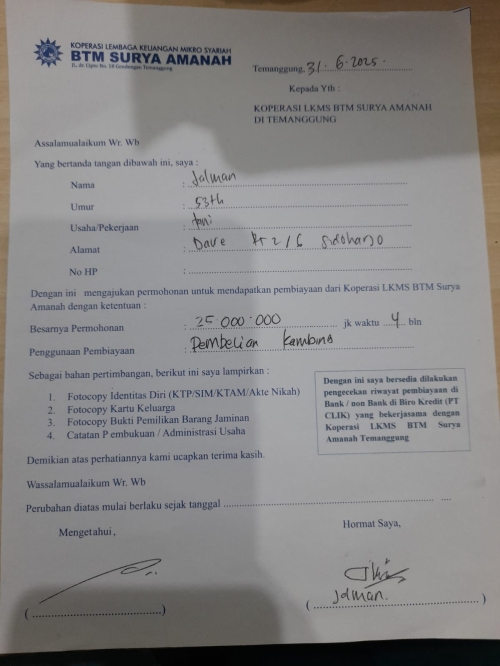 KOPERASI LEMBAGA KEUANGAN MIKRO SYARIAH
BTM SURYA AMANAH
Jl. dr Cipto No. 18 Temanggung
Temanggung, 31. 6. 2025.
Kepada Yth :
KOPERASI LKMS BTM SURYA AMANAH
DI TEMANGGUNG
Assalamualaikum Wr. Wb
Yang bertanda tangan dibawah ini, saya :
Nama : Jalman
Umur : 53th
Usaha/Pekerjaan : tani
Alamat : Rt 2/6 Sidoharjo
No HP :
Dengan ini mengajukan permohonan untuk mendapatkan pembiayaan dari Koperasi LKMS BTM Surya
Amanah dengan ketentuan :
Besarnya Permohonan : 25.000.000 jk waktu 4 bln
Penggunaan Pembiayaan : Pembelian Kambing
Sebagai bahan pertimbangan, berikut ini saya lampirkan :
1. Fotocopy Identitas Diri (KTP/SIM/KTAM/Akte Nikah)
2. Fotocopy Kartu Keluarga
3. Fotocopy Bukti Pemilikan Barang Jaminan
4. Catatan P embukuan / Administrasi Usaha
Dengan ini saya bersedia dilakukan
pengecekan riwayat pembiayaan di
Bank / non Bank di Biro Kredit (PT
CLIK) yang bekerjasama dengan
Koperasi LKMS BTM Surya
Amanah Temanggung
Demikian atas perhatiannya kami ucapkan terima kasih.
Wassalamualaikum Wr. Wb
Perubahan diatas mulai berlaku sejak tanggal
Mengetahui,
Hormat Saya,
Jalman.